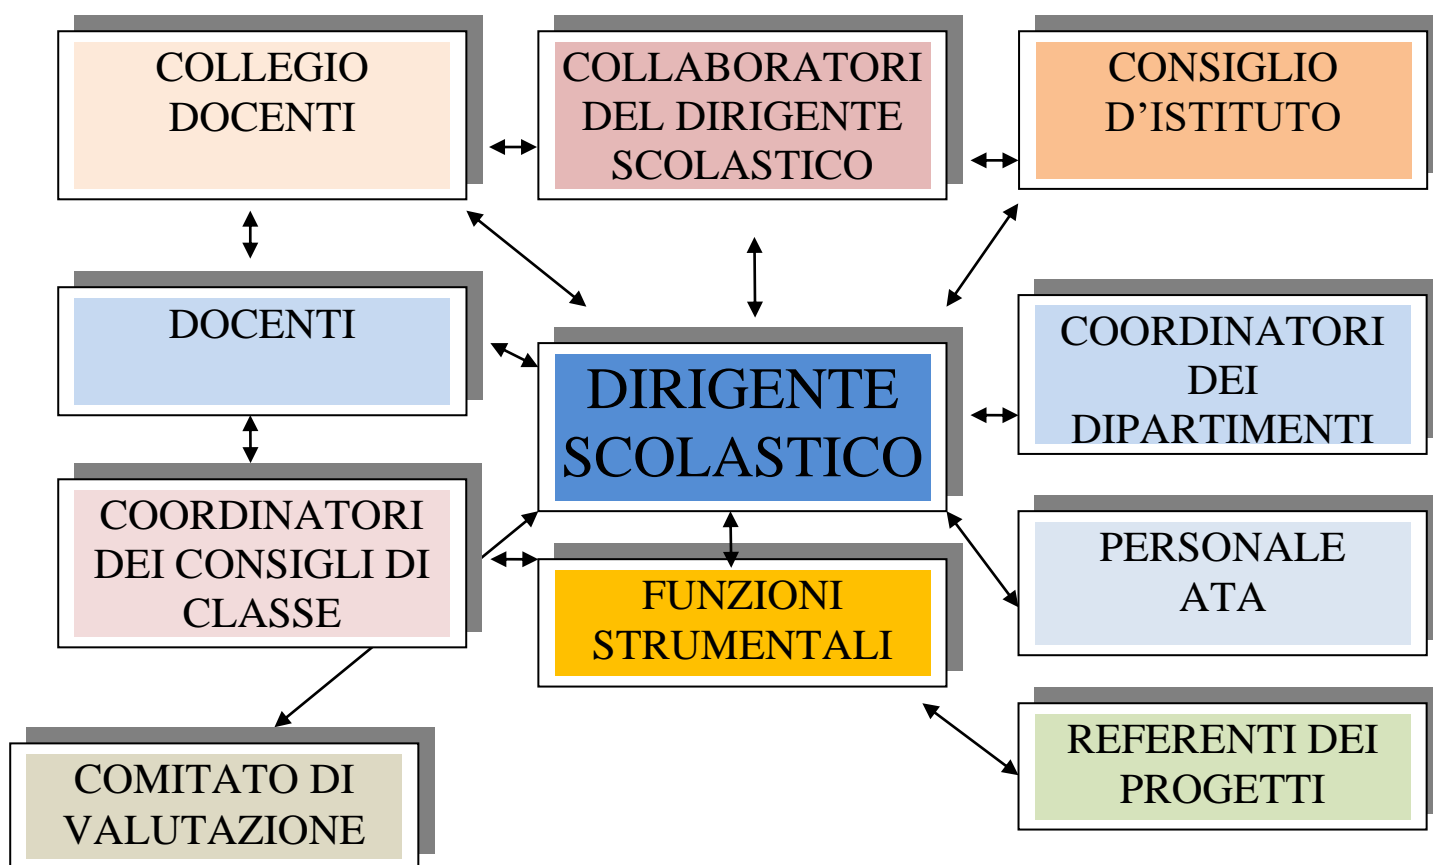 COLLEGIO
DOCENTI
COLLABORATORI
DEL DIRIGENTE
SCOLASTICO
CONSIGLIO
D’ISTITUTO
DOCENTI
DIRIGENTE
SCOLASTICO
COORDINATORI
DEI
DIPARTIMENTI
COORDINATORI
DEI CONSIGLI DI
CLASSE
FUNZIONI
STRUMENTALI
PERSONALE
ATA
COMITATO DI
VALUTAZIONE
REFERENTI DEI
PROGETTI